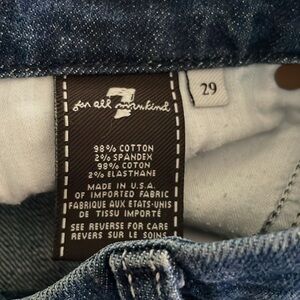 7
for all mankind
29
98% COTTON
2% SPANDEX
98% COTON
2% ELASTHANE
MADE IN U.S.A.
OF IMPORTED FABRIC
FABRIQUE AUX ETATS-UNIS
DE TISSU IMPORTÉ
SEE REVERSE FOR CARE
REVERS SUR LE SOINS